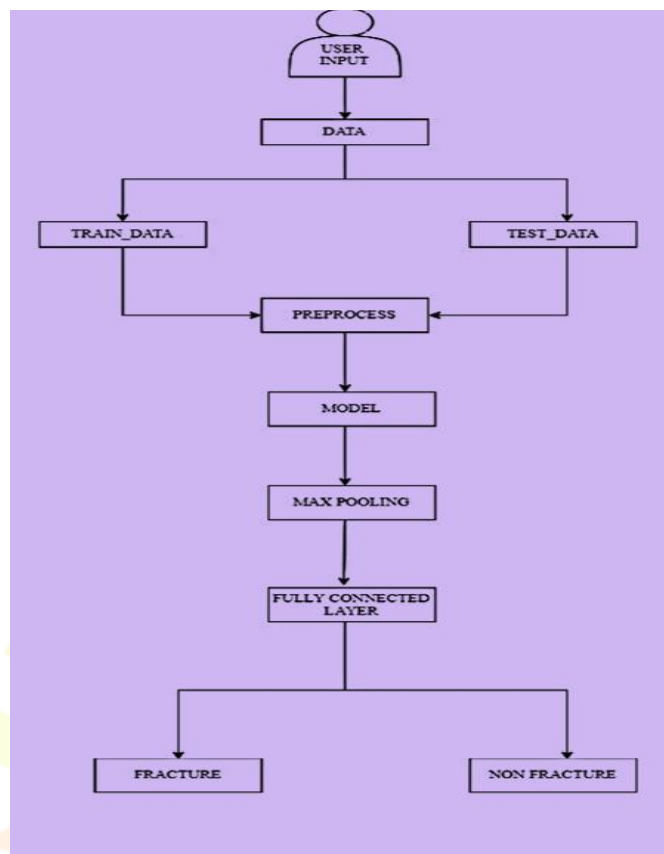 USER
INPUT
DATA
TRAIN_DATA
TEST_DATA
PREPROCESS
MODEL
MAX POOLING
FULLY CONNECTED
LAYER
FRACTURE
NON FRACTURE